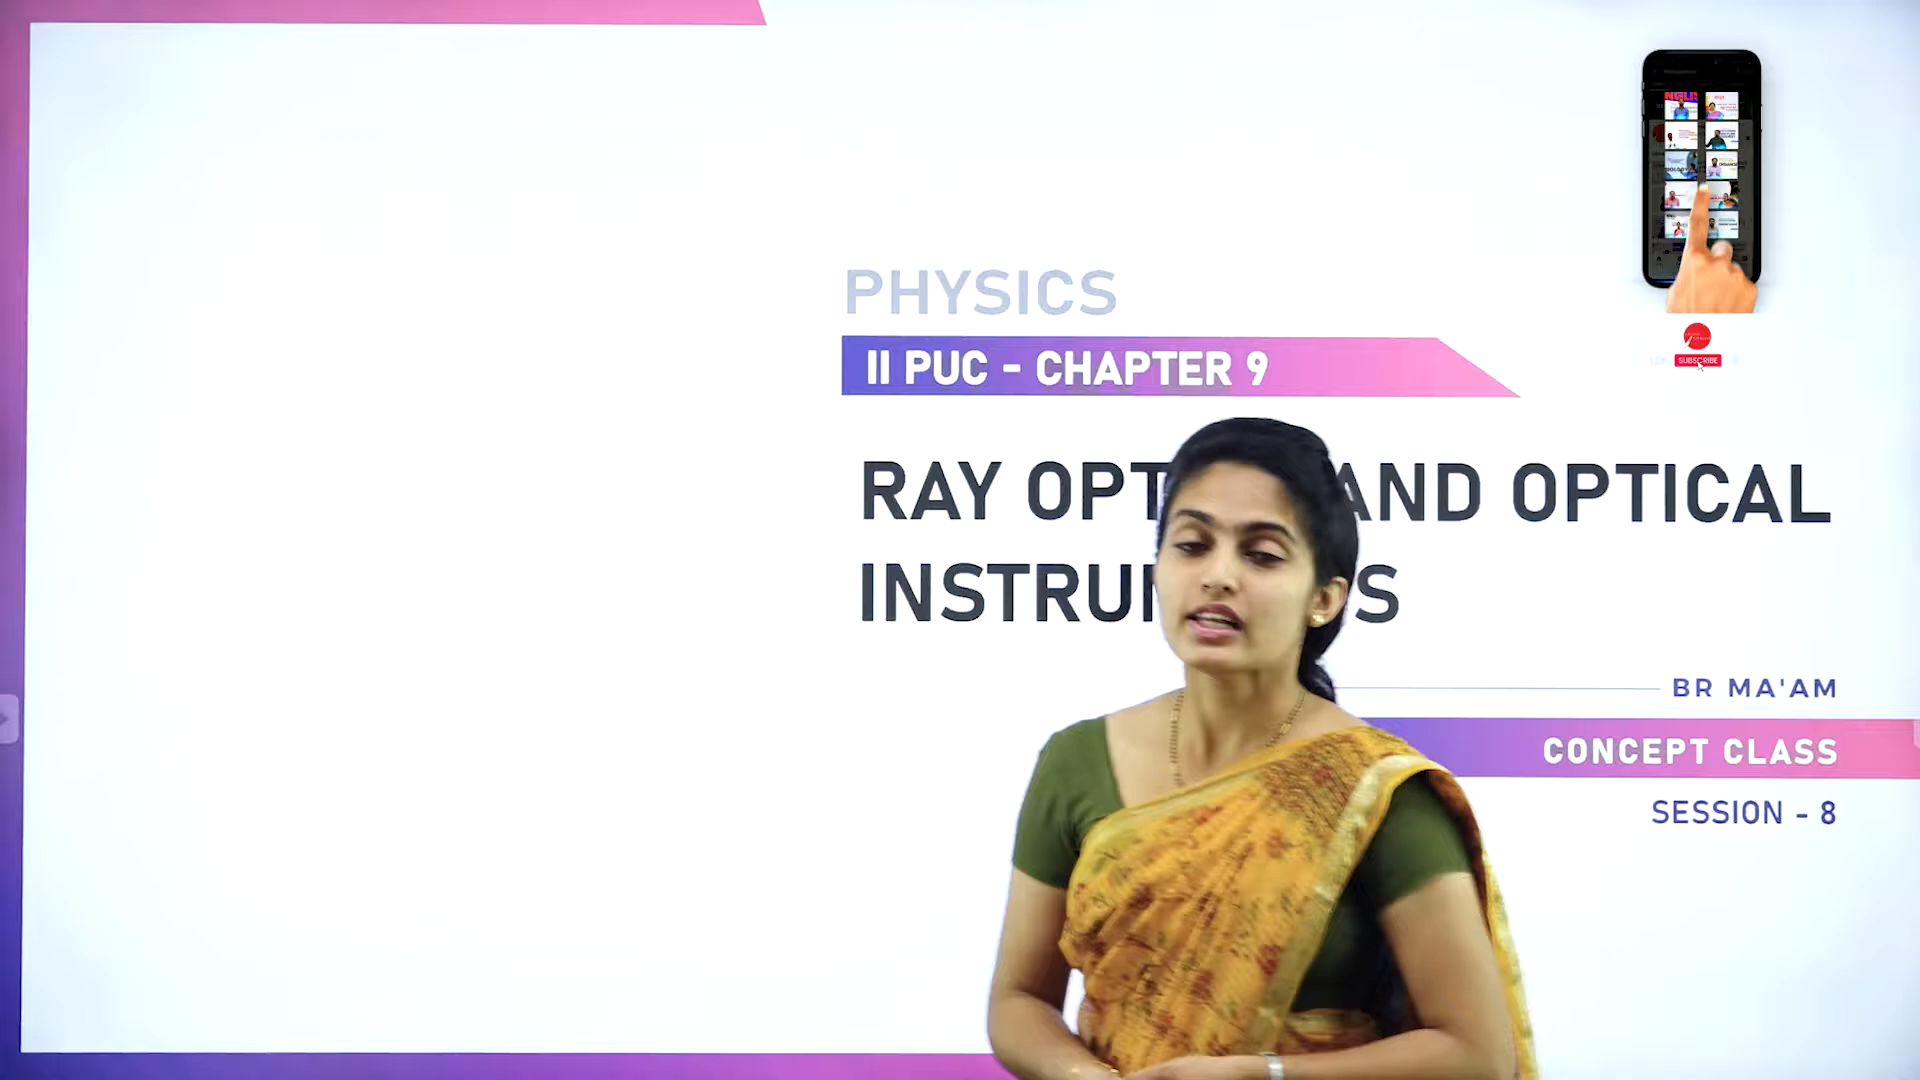 PHYSICS
II PUC - CHAPTER 9
RAY AND OPTICAL
BR MA'AM
CONCEPT CLASS
SESSION - 8
SUBSCRIBE